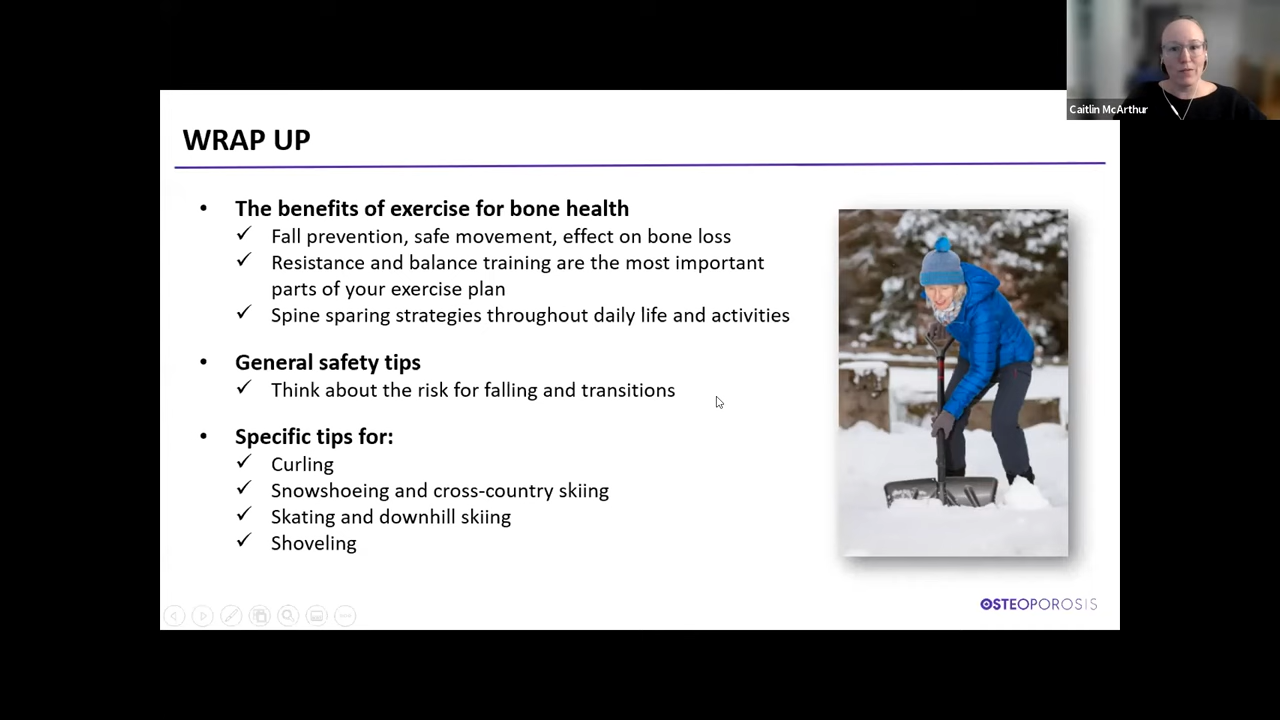 Caitlin McArthur
WRAP UP
• The benefits of exercise for bone health
✓ Fall prevention, safe movement, effect on bone loss
✓ Resistance and balance training are the most important
parts of your exercise plan
✓ Spine sparing strategies throughout daily life and activities
• General safety tips
✓ Think about the risk for falling and transitions
• Specific tips for:
✓ Curling
✓ Snowshoeing and cross-country skiing
✓ Skating and downhill skiing
✓ Shoveling
OSTEOPOROSIS